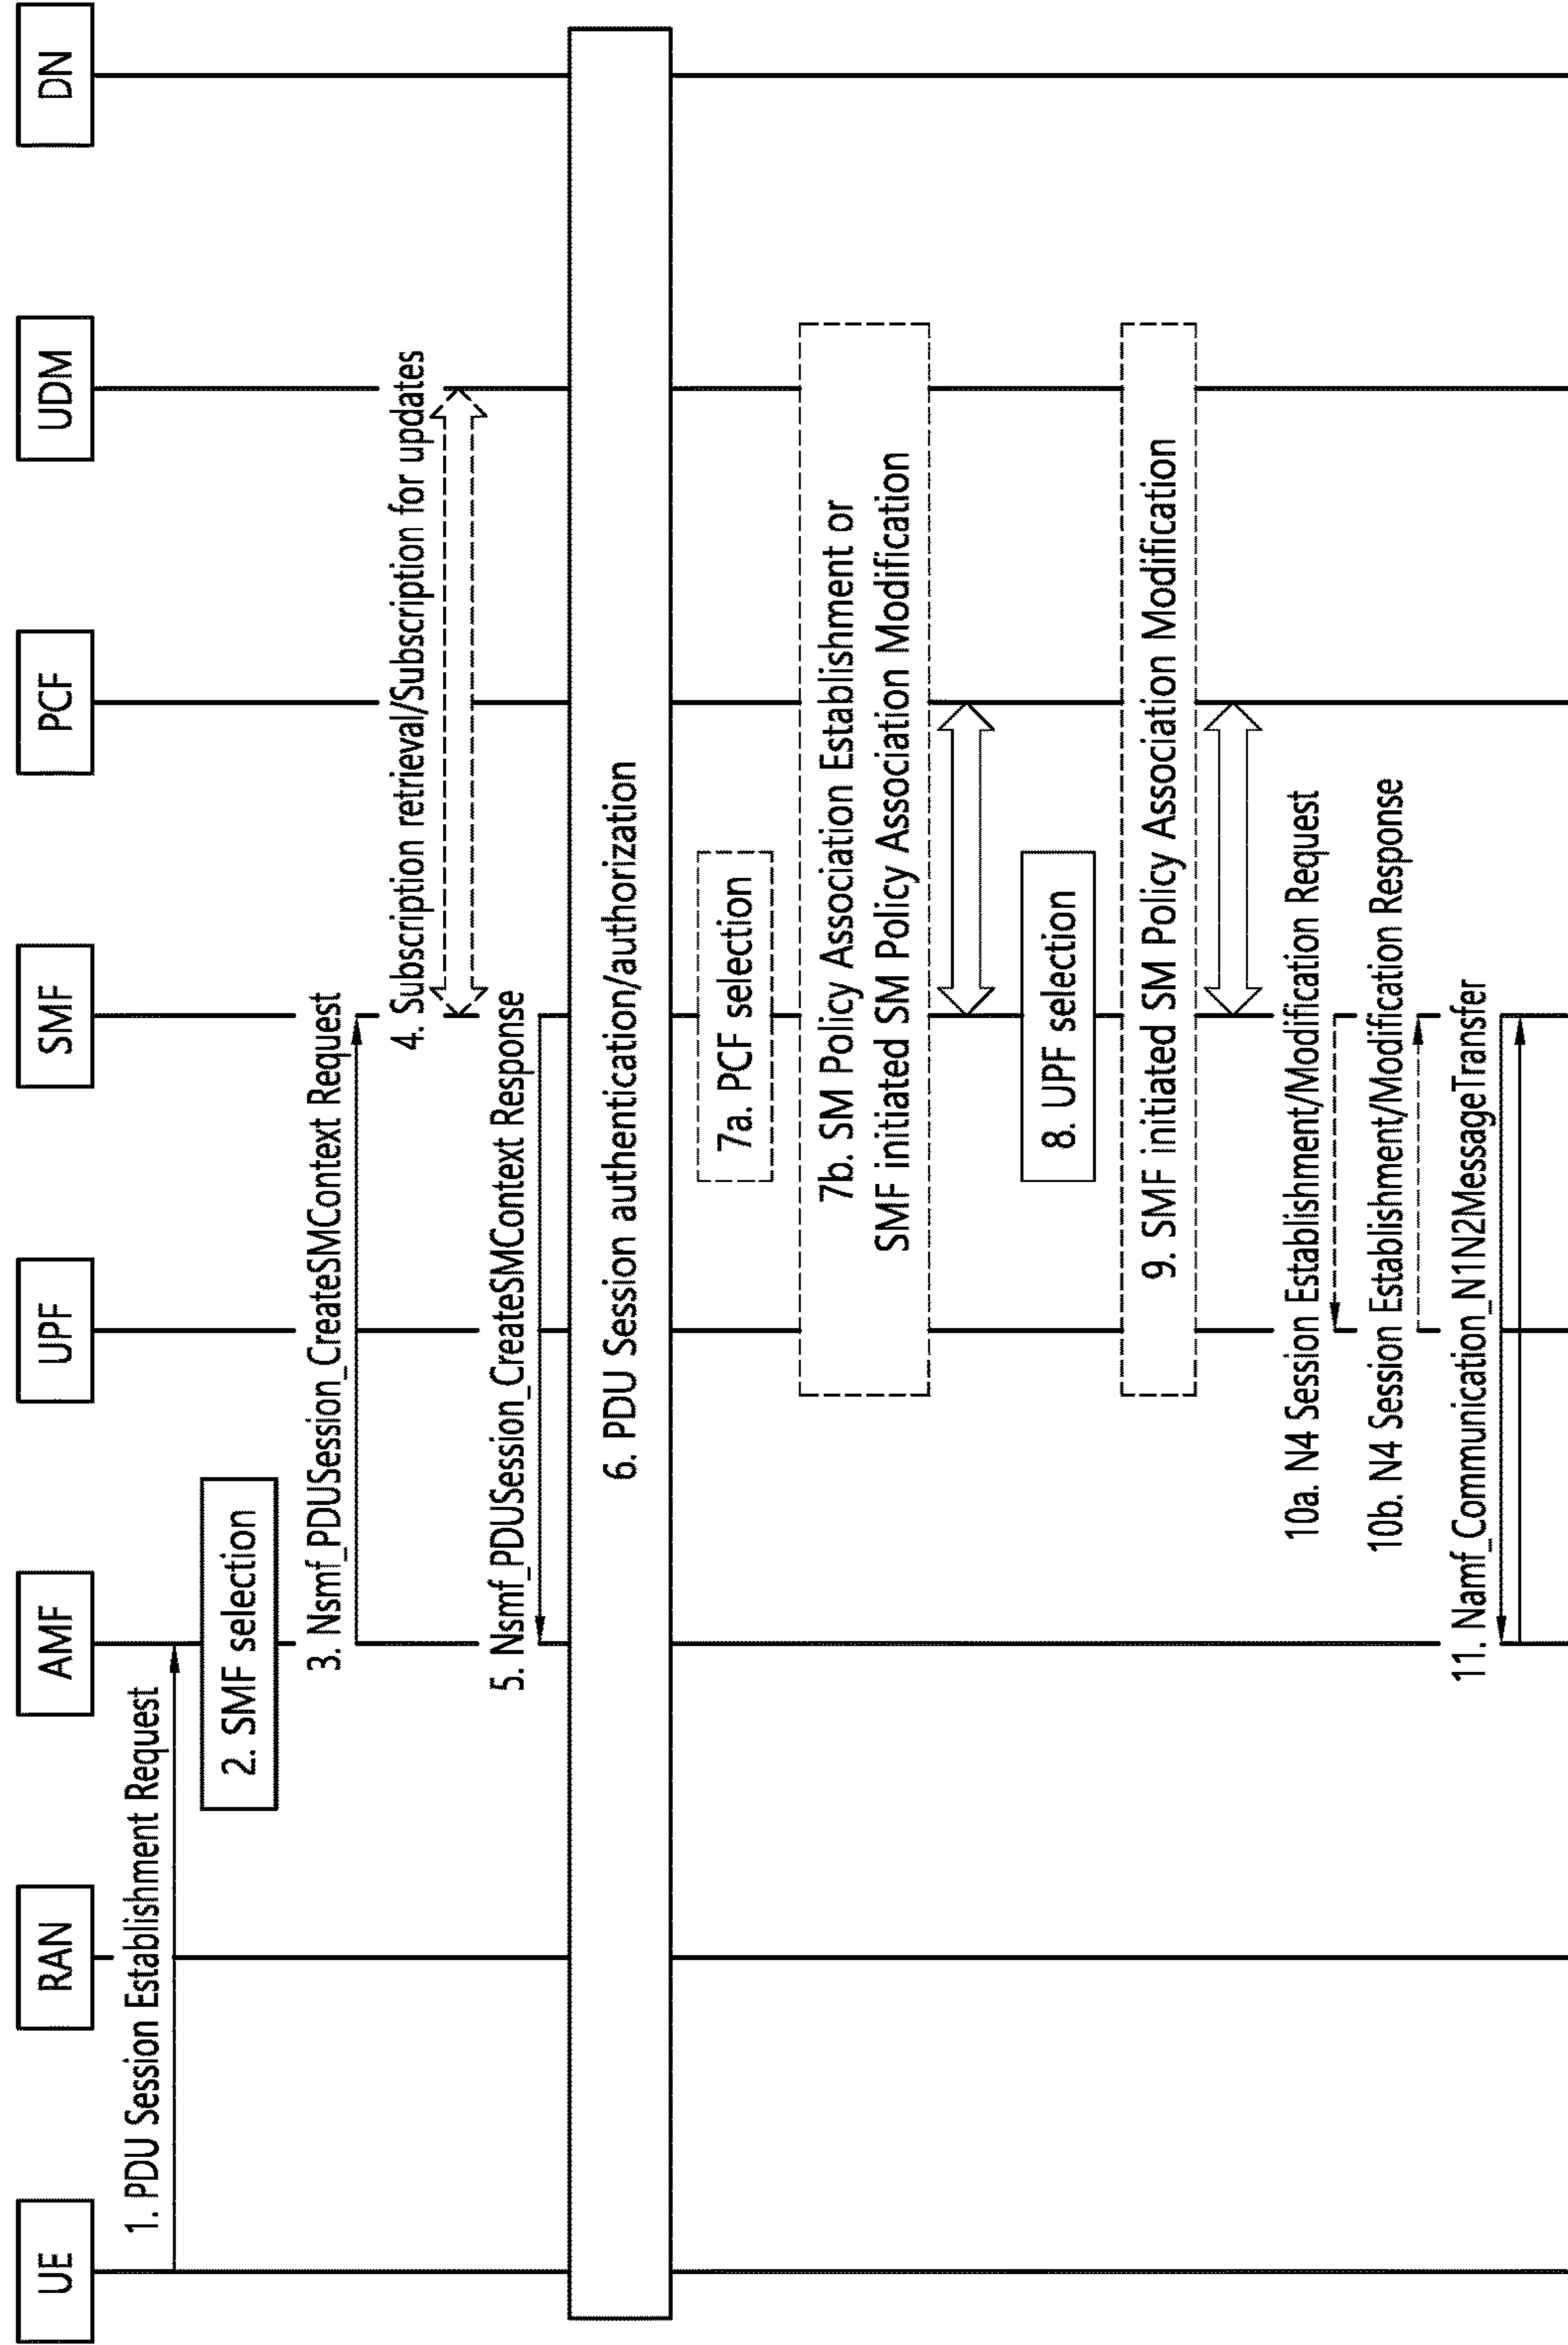 UE
RAN
AMF
UPF
SMF
PCF
UDM
DN
1. PDU Session Establishment Request
2. SMF selection
3. Nsmf_PDUSession_CreateSMContext Request
4. Subscription retrieval/Subscription for updates
5. Nsmf_PDUSession_CreateSMContext Response
6. PDU Session authentication/authorization
7a. PCF selection
7b. SM Policy Association Establishment or
SMF initiated SM Policy Association Modification
8. UPF selection
9. SMF initiated SM Policy Association Modification
10a. N4 Session Establishment/Modification Request
10b. N4 Session Establishment/Modification Response
11. Namf_Communication_N1N2MessageTransfer